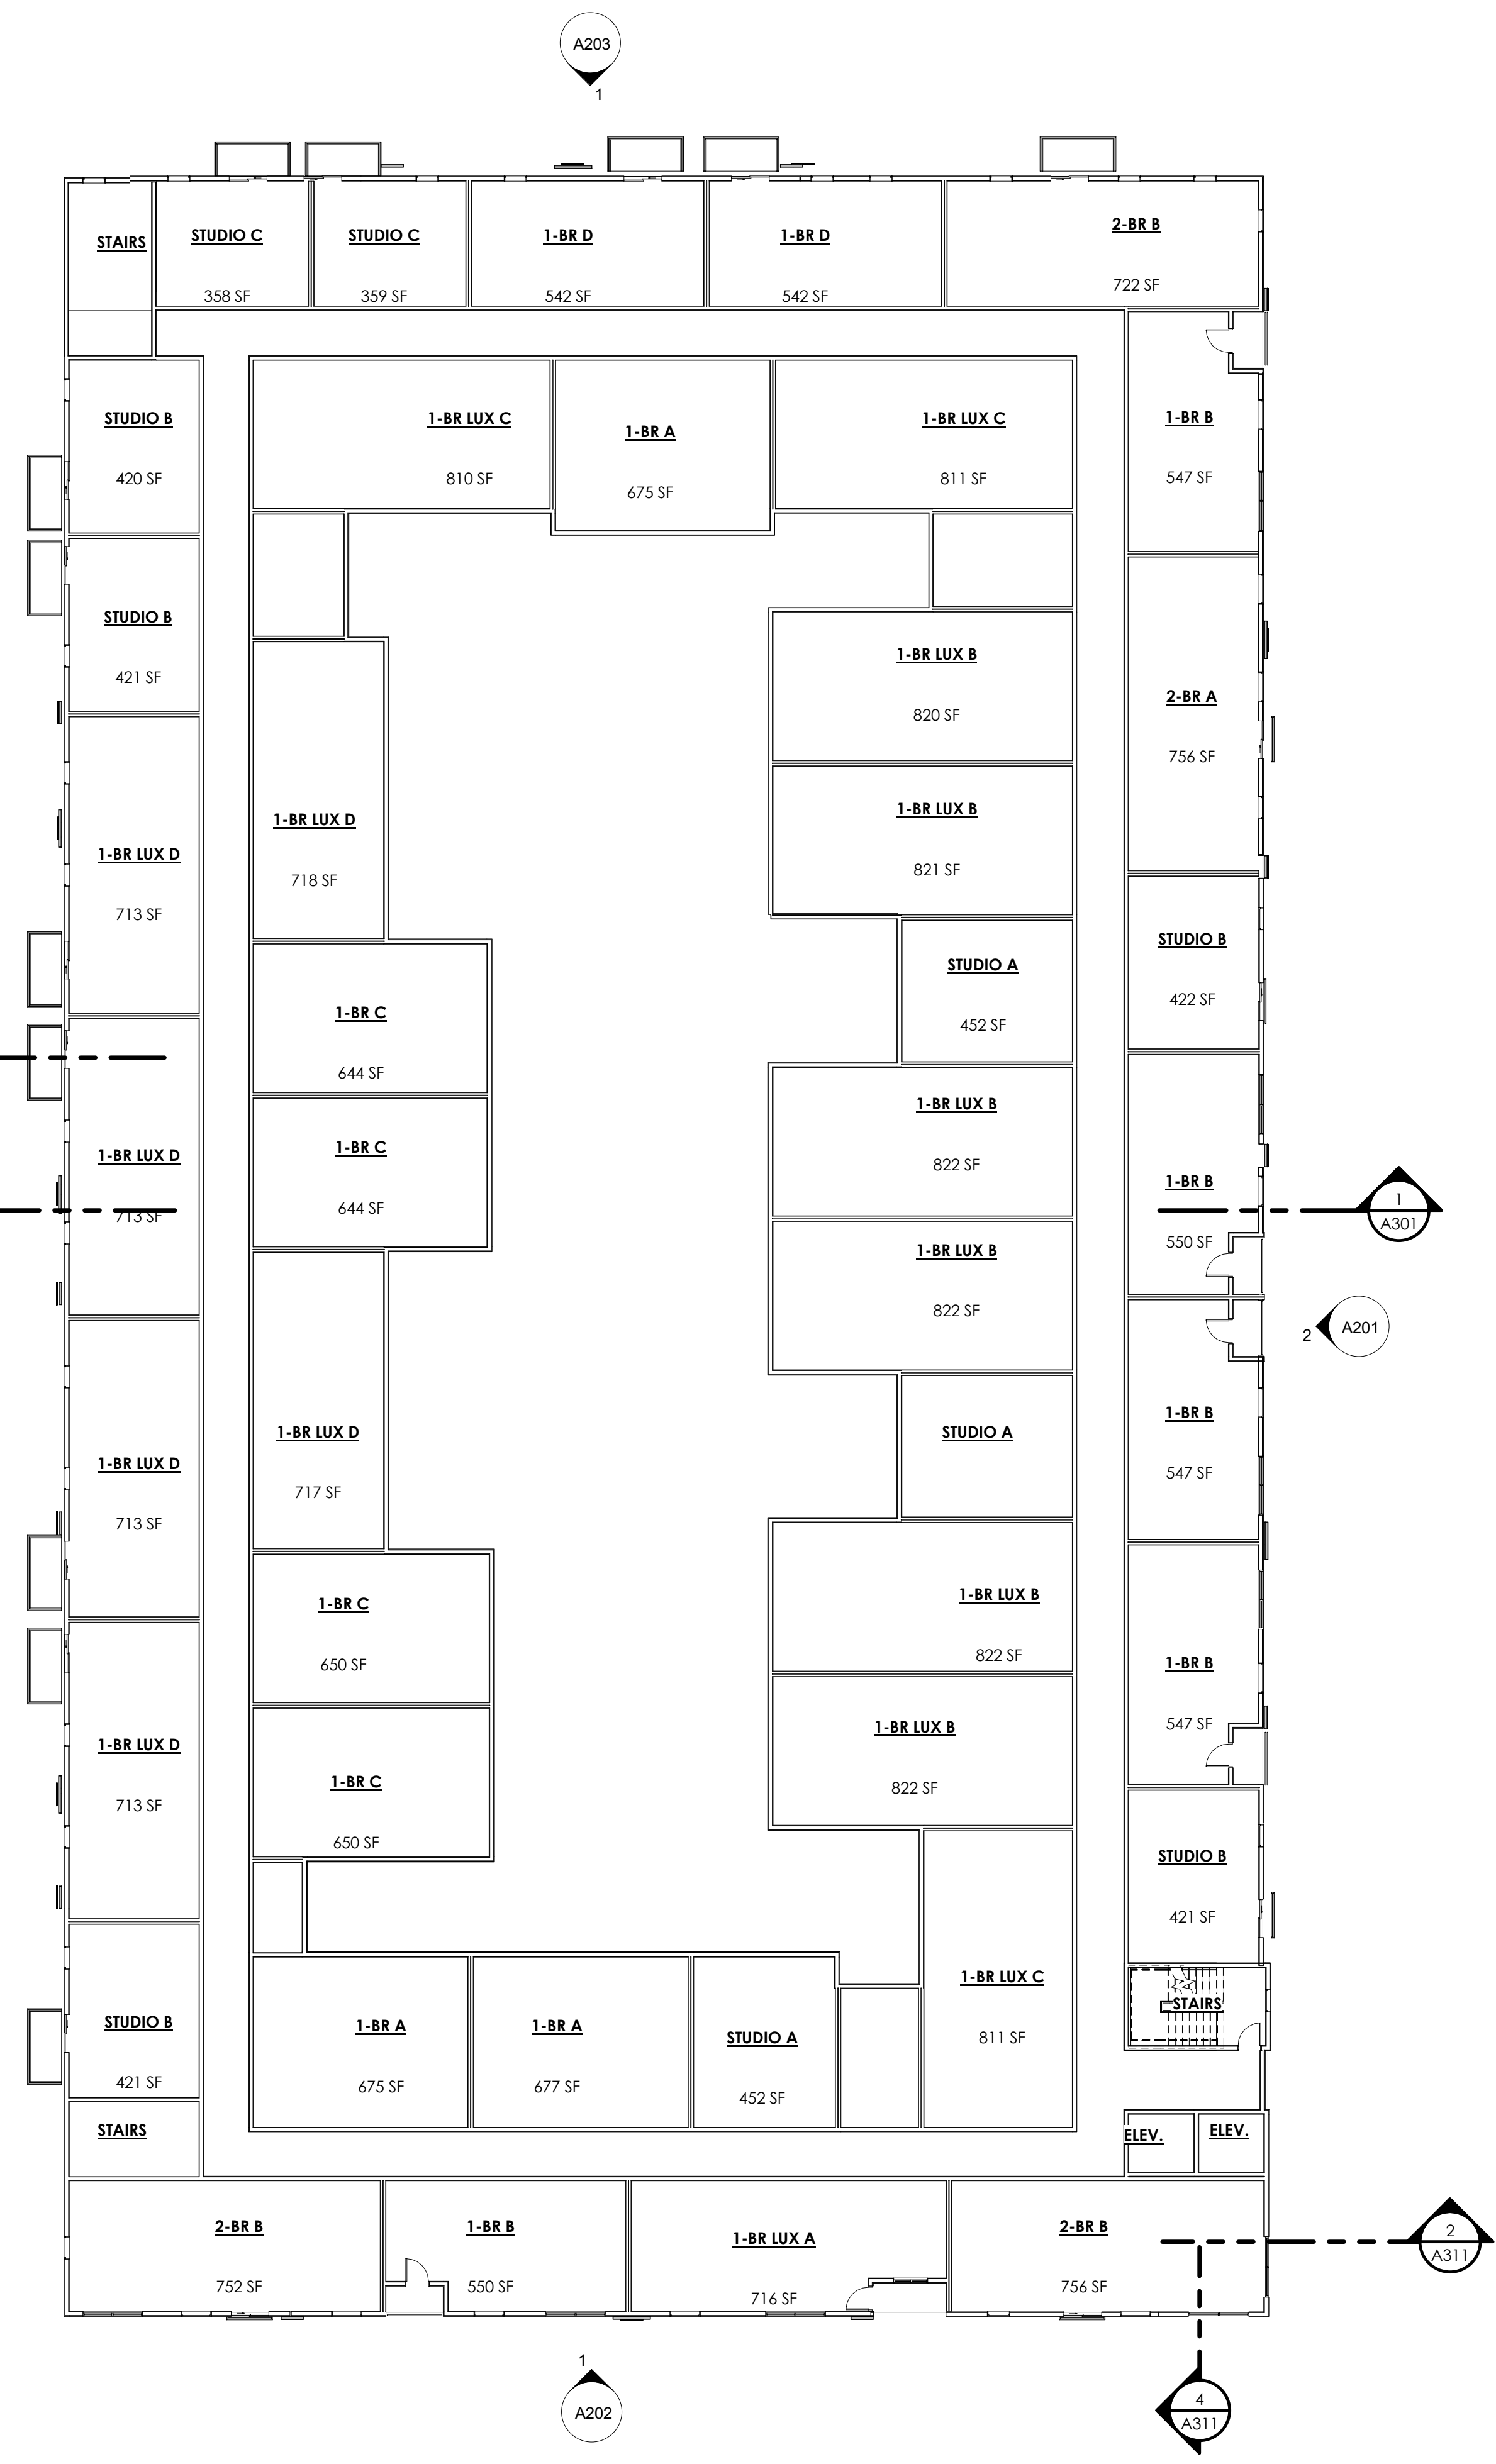 A203
1
STAIRS
STUDIO C
358 SF
STUDIO C
359 SF
1-BR D
542 SF
1-BR D
542 SF
2-BR B
722 SF
STUDIO B
420 SF
1-BR LUX C
810 SF
1-BR A
675 SF
1-BR LUX C
811 SF
1-BR B
547 SF
STUDIO B
421 SF
1-BR LUX B
820 SF
2-BR A
756 SF
1-BR LUX D
713 SF
1-BR LUX D
718 SF
1-BR LUX B
821 SF
STUDIO B
422 SF
STUDIO A
452 SF
1-BR C
644 SF
1-BR LUX D
713 SF
1-BR C
644 SF
1-BR LUX B
822 SF
1-BR B
550 SF
1
A301
1-BR LUX B
822 SF
2
A201
1-BR LUX D
713 SF
1-BR LUX D
717 SF
STUDIO A
1-BR B
547 SF
1-BR C
650 SF
1-BR LUX B
822 SF
1-BR B
547 SF
1-BR LUX D
713 SF
1-BR C
650 SF
1-BR LUX B
822 SF
STUDIO B
421 SF
STUDIO B
421 SF
1-BR A
675 SF
1-BR A
677 SF
STUDIO A
452 SF
1-BR LUX C
811 SF
STAIRS
STAIRS
ELEV.
ELEV.
2-BR B
752 SF
1-BR B
550 SF
1-BR LUX A
716 SF
2-BR B
756 SF
2
A311
1
A202
4
A311